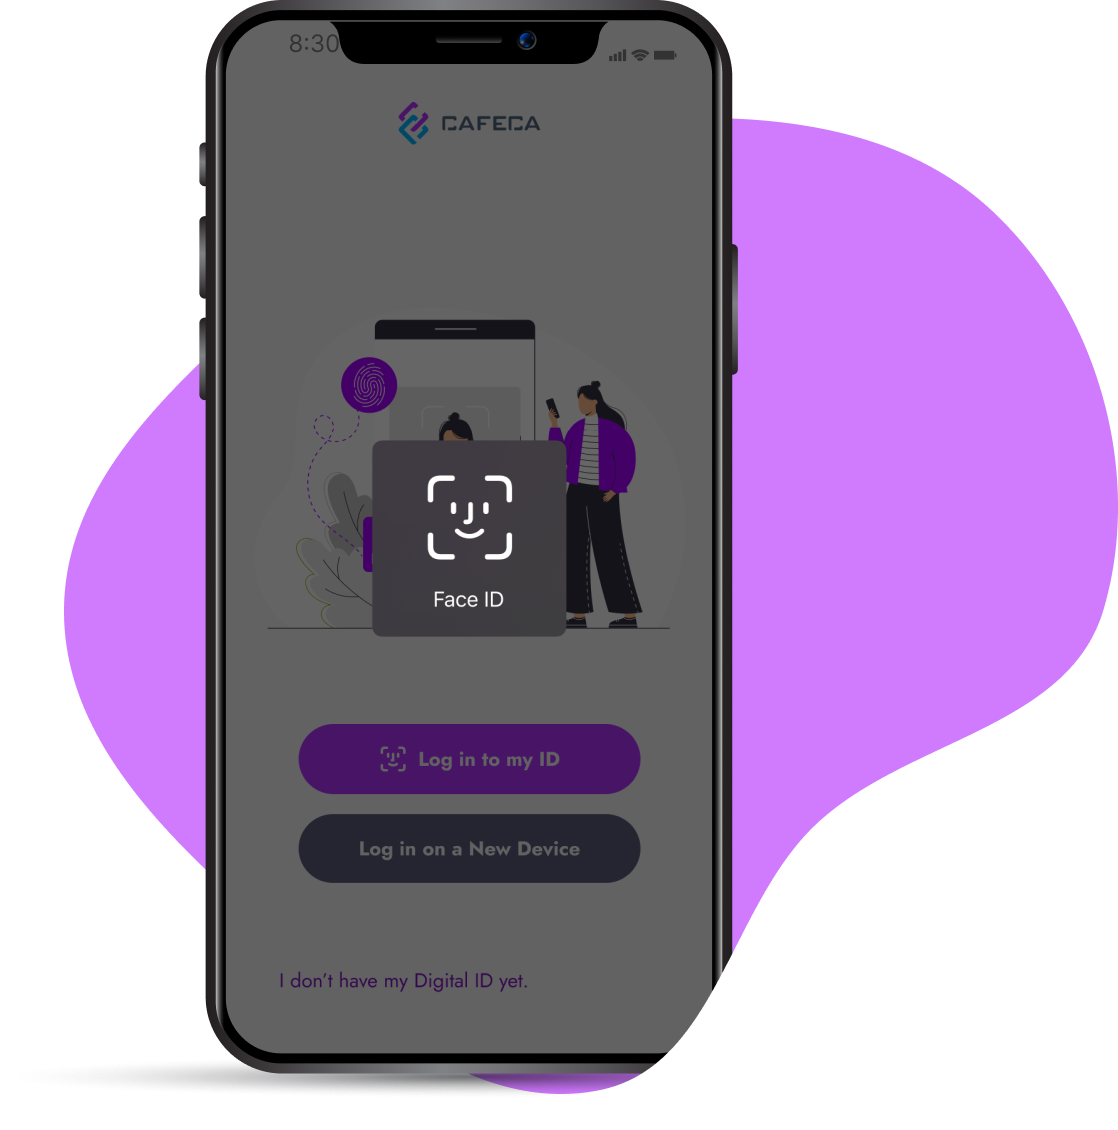 8:30
CAFECA
Face ID
Log in to my ID
Log in on a New Device
I don't have my Digital ID yet.